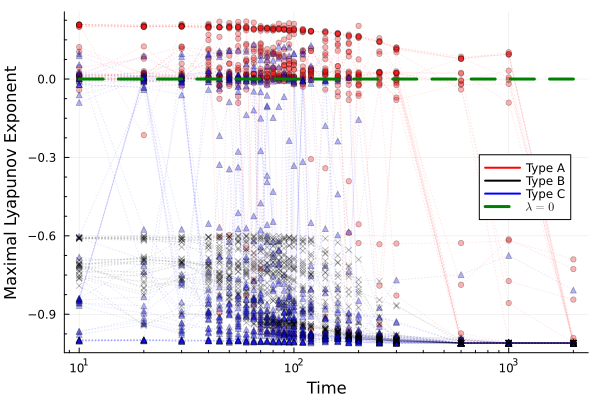 Maximal Lyapunov Exponent
0.0
−0.3
−0.6
−0.9
10¹
10²
10³
Time
Type A
Type B
Type C
λ = 0